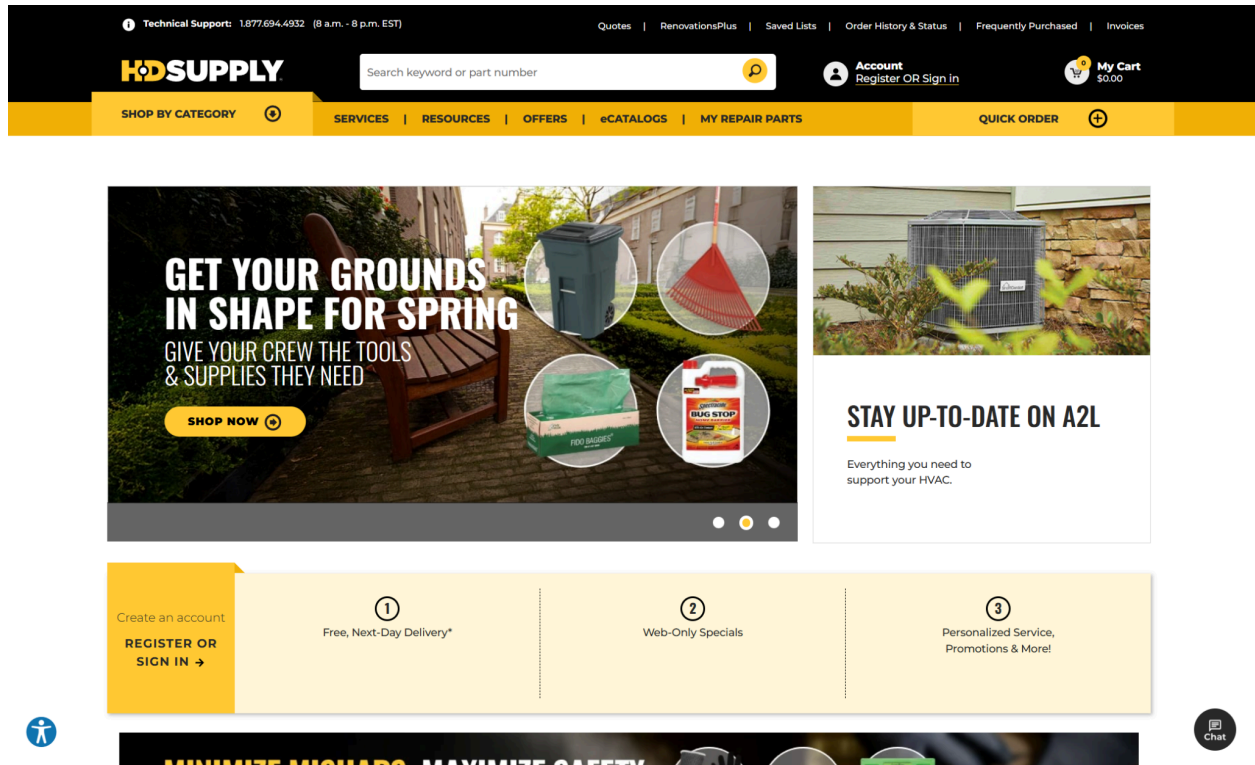 Technical Support: 1.877.694.4932 (8 a.m. - 8 p.m. EST)
Quotes | RenovationsPlus | Saved Lists | Order History & Status | Frequently Purchased | Invoices
HDSUPPLY
Search keyword or part number
Account
Register OR Sign in
0
My Cart
$0.00
SHOP BY CATEGORY
SERVICES | RESOURCES | OFFERS | eCATALOGS | MY REPAIR PARTS
QUICK ORDER
GET YOUR GROUNDS
IN SHAPE FOR SPRING
GIVE YOUR CREW THE TOOLS
& SUPPLIES THEY NEED
SHOP NOW
FIDO BAGGIES
BUG STOP
STAY UP-TO-DATE ON A2L
Everything you need to
support your HVAC.
Create an account
REGISTER OR
SIGN IN →
1
Free, Next-Day Delivery*
2
Web-Only Specials
3
Personalized Service,
Promotions & More!
Chat
MINIMIZE MISHAPS. MAXIMIZE SAFETY